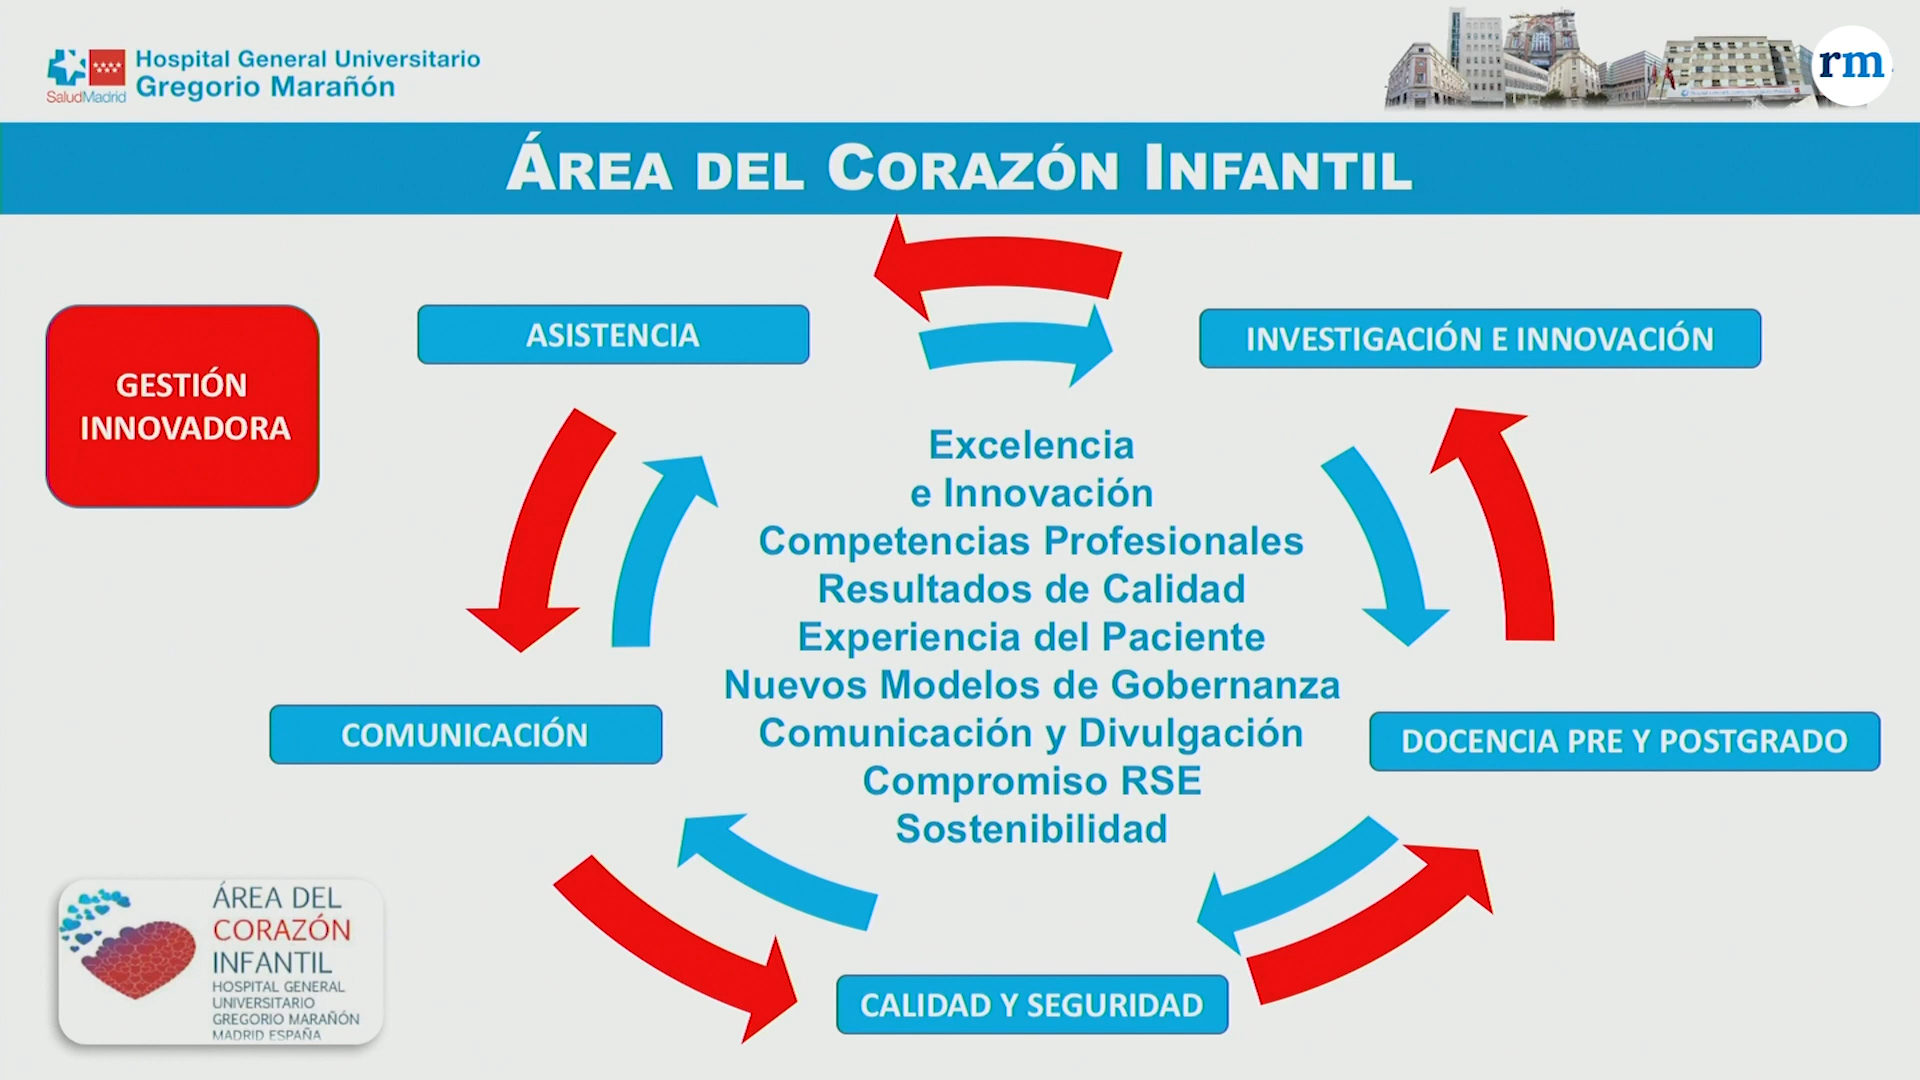 Hospital General Universitario
Gregorio Marañón
SaludMadrid
rm
ÁREA DEL CORAZÓN INFANTIL
GESTIÓN
INNOVADORA
ASISTENCIA
INVESTIGACIÓN E INNOVACIÓN
Excelencia
e Innovación
Competencias Profesionales
Resultados de Calidad
Experiencia del Paciente
Nuevos Modelos de Gobernanza
Comunicación y Divulgación
Compromiso RSE
Sostenibilidad
COMUNICACIÓN
DOCENCIA PRE Y POSTGRADO
CALIDAD Y SEGURIDAD
ÁREA DEL
CORAZÓN
INFANTIL
HOSPITAL GENERAL
UNIVERSITARIO
GREGORIO MARAÑÓN
MADRID ESPAÑA